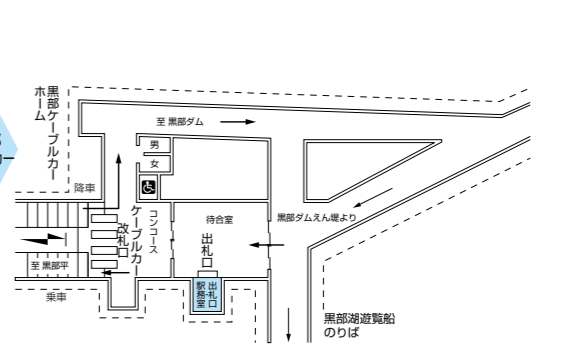 黒部ケーブルカー
ホーム
至 黒部ダム
男
女
降車
コンコース
ケーブルカー
改札口
待合室
出札口
黒部ダムえん堤より
至 黒部平
出札口
駅務室
乗車
黒部湖遊覧船
のりば